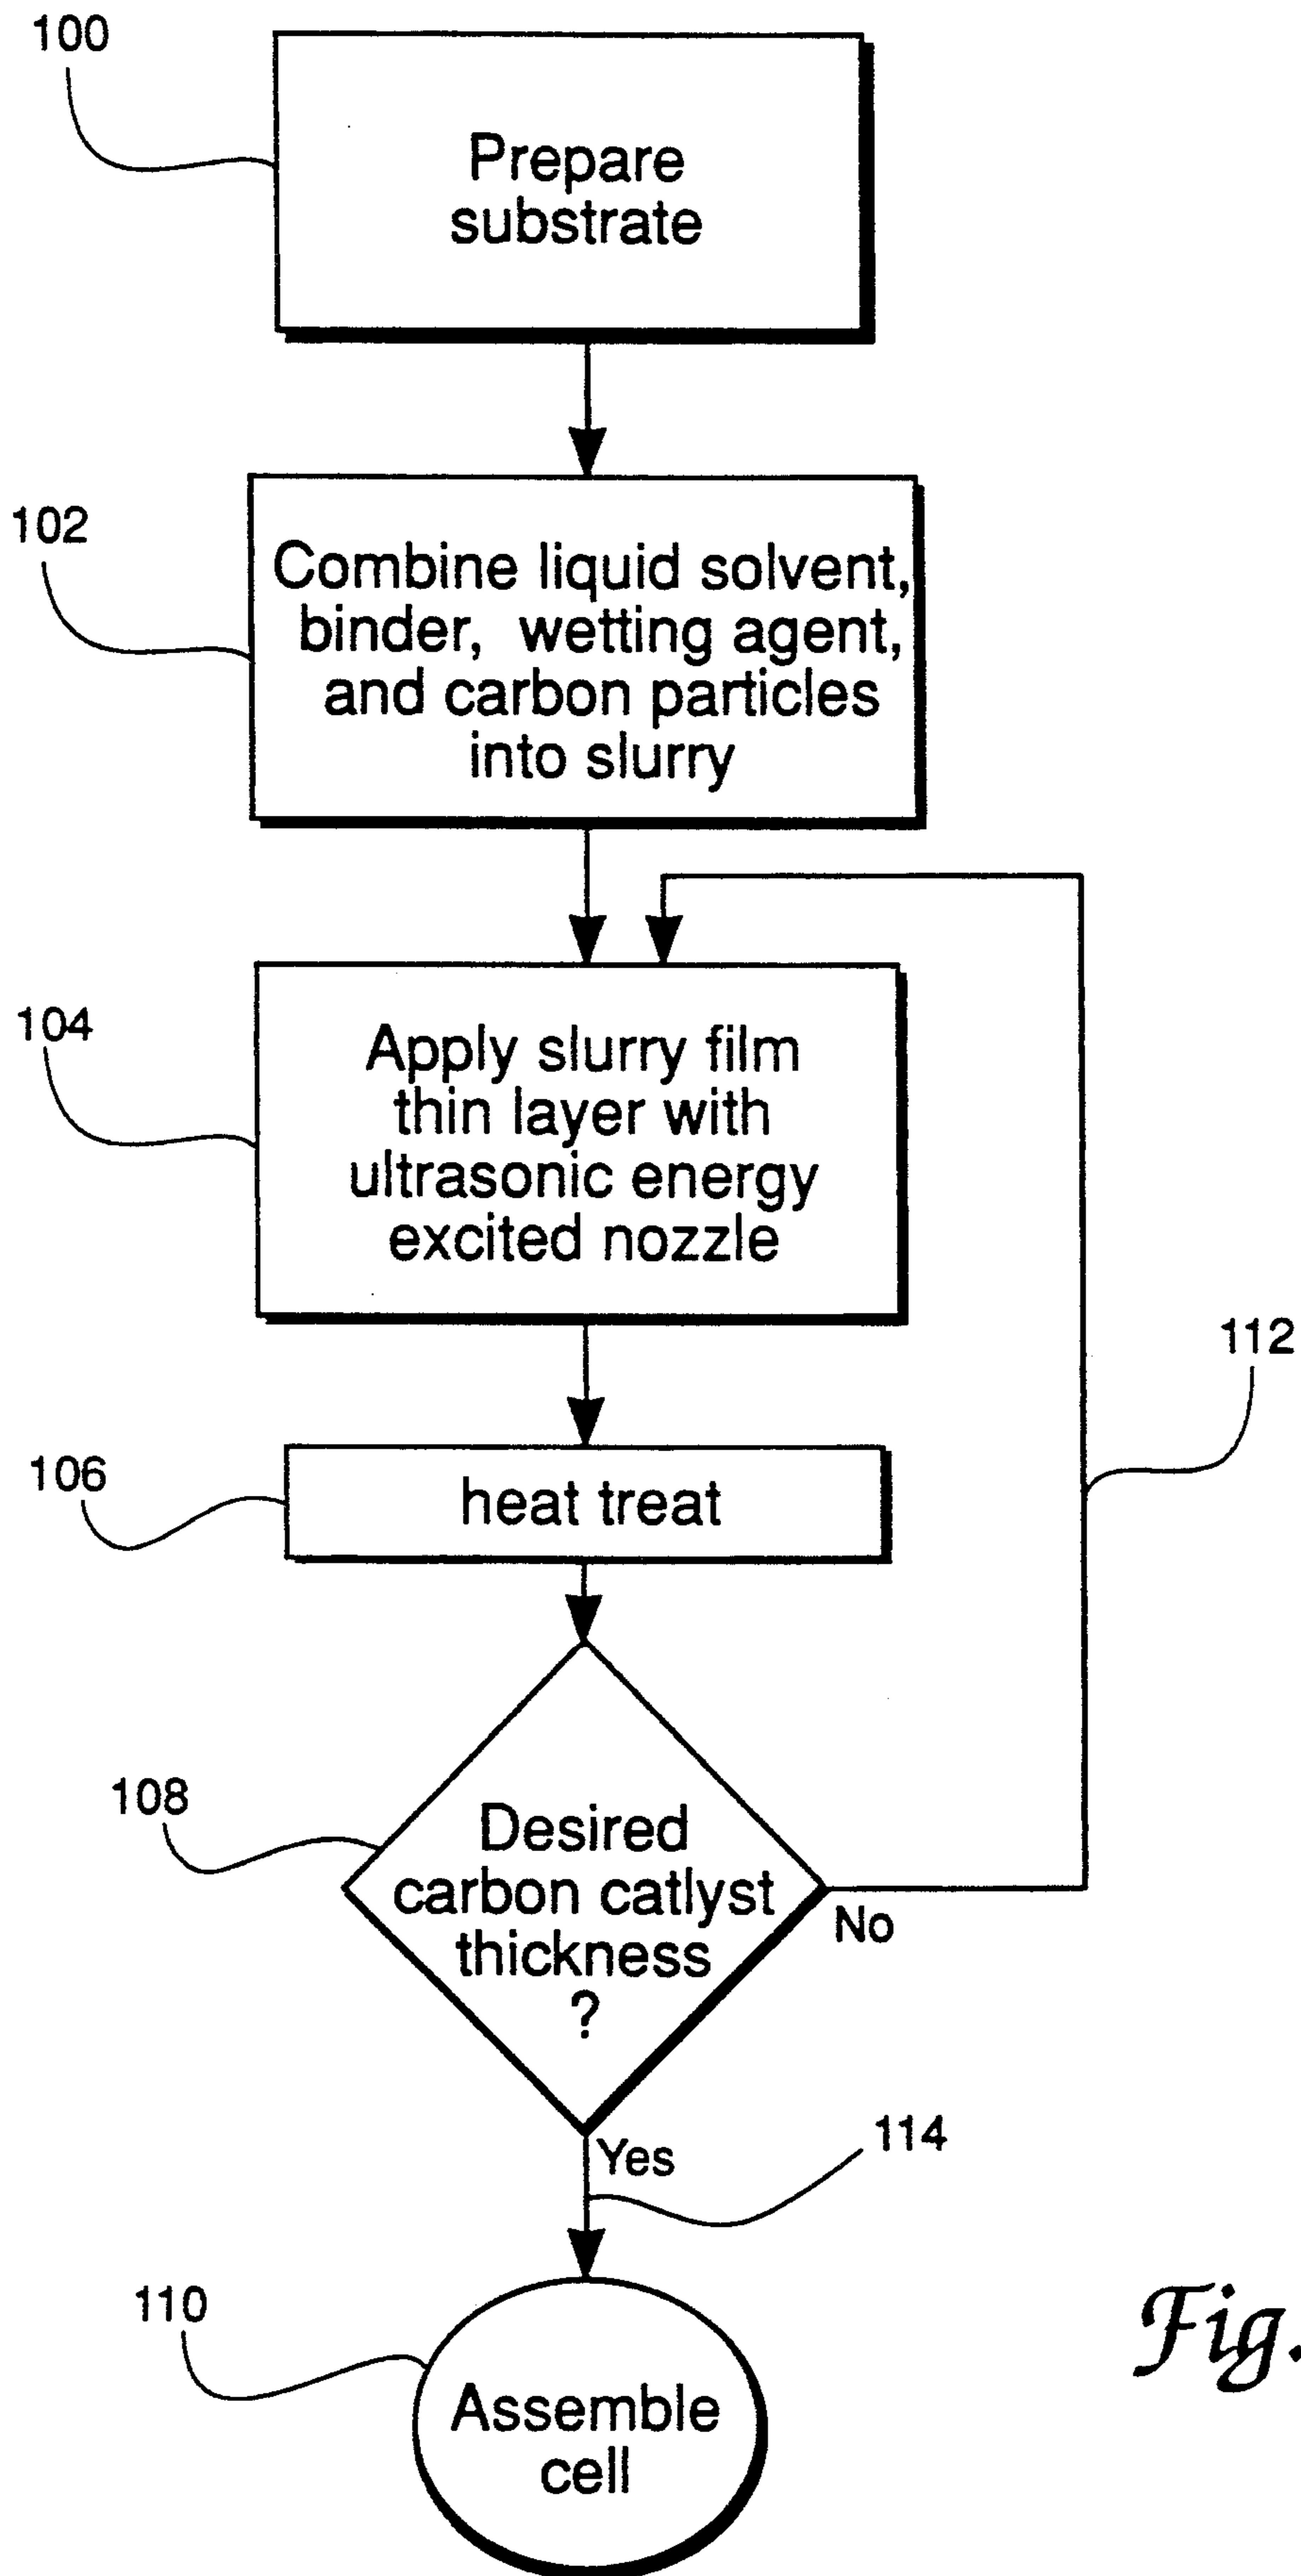 100
Prepare
substrate
102
Combine liquid solvent,
binder, wetting agent,
and carbon particles
into slurry
104
Apply slurry film
thin layer with
ultrasonic energy
excited nozzle
112
106
heat treat
108
Desired
carbon catlyst
thickness
?
No
Yes
114
110
Assemble
cell
Fig.